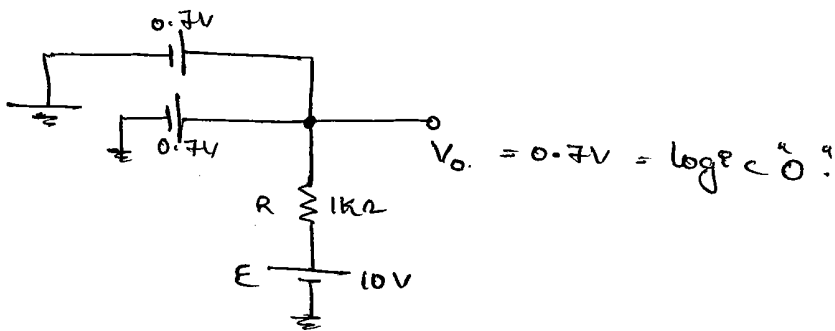 0.7V
0.7V
V₀. = 0.7V = logic "0".
R 1KΩ
E 10V